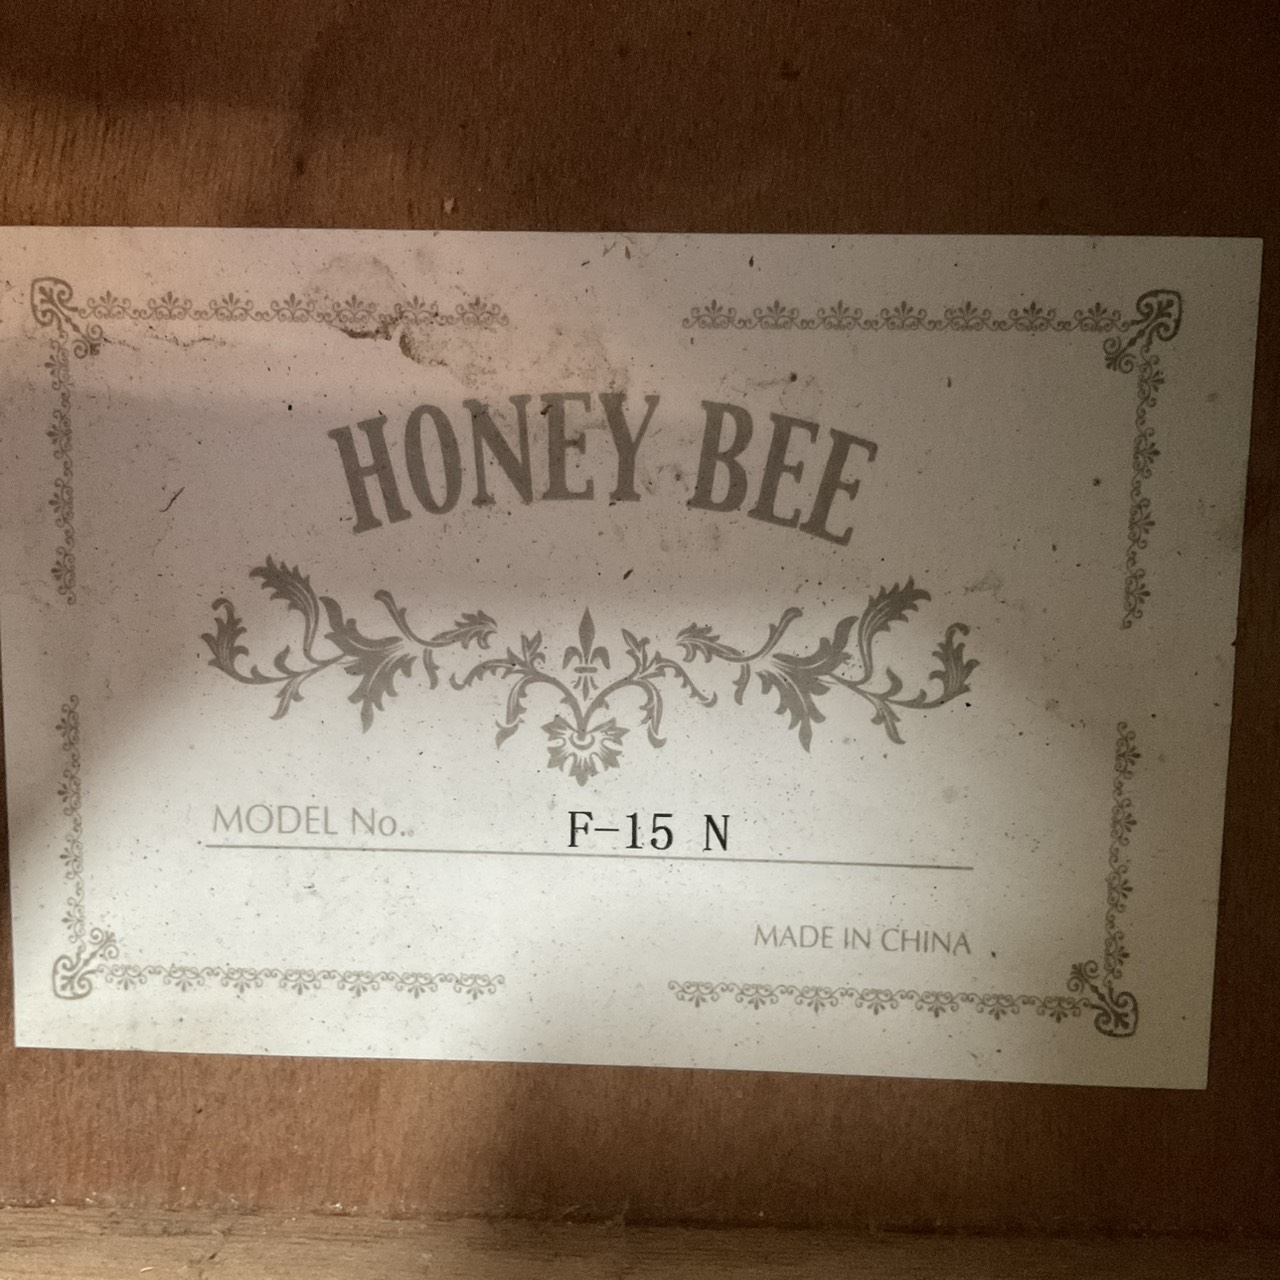 HONEY BEE
MODEL No. F-15 N
MADE IN CHINA